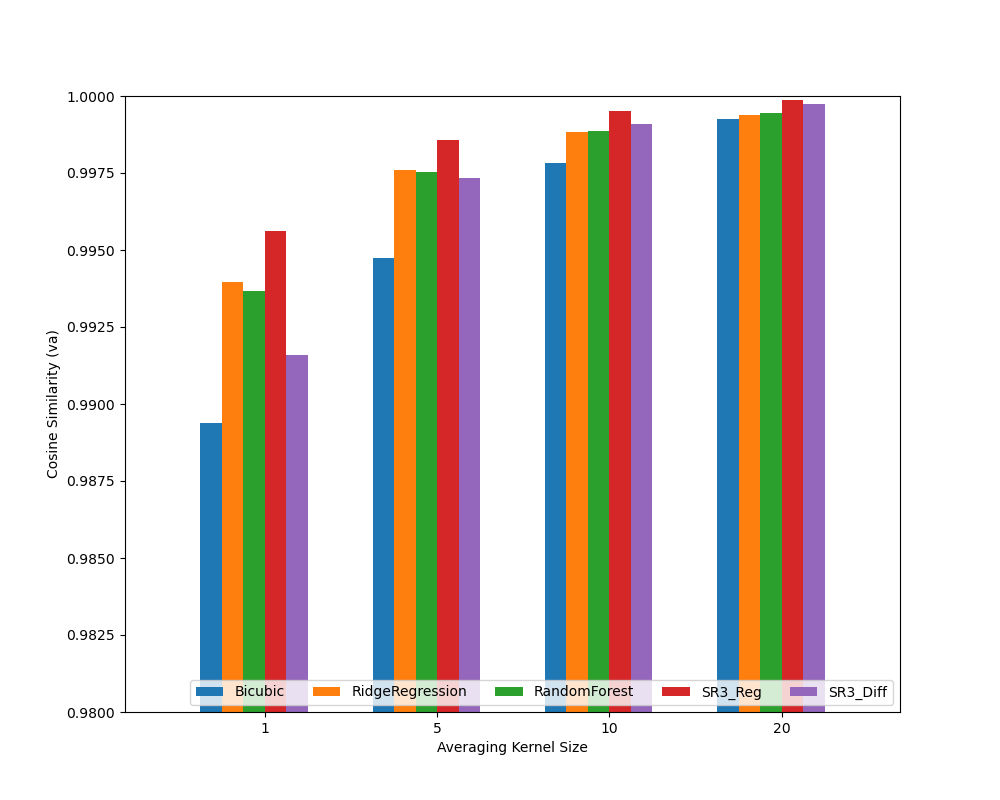 1.0000
0.9975
0.9950
0.9925
0.9900
0.9875
0.9850
0.9825
0.9800
Cosine Similarity (va)
Bicubic RidgeRegression RandomForest SR3_Reg SR3_Diff
1 5 10 20
Averaging Kernel Size